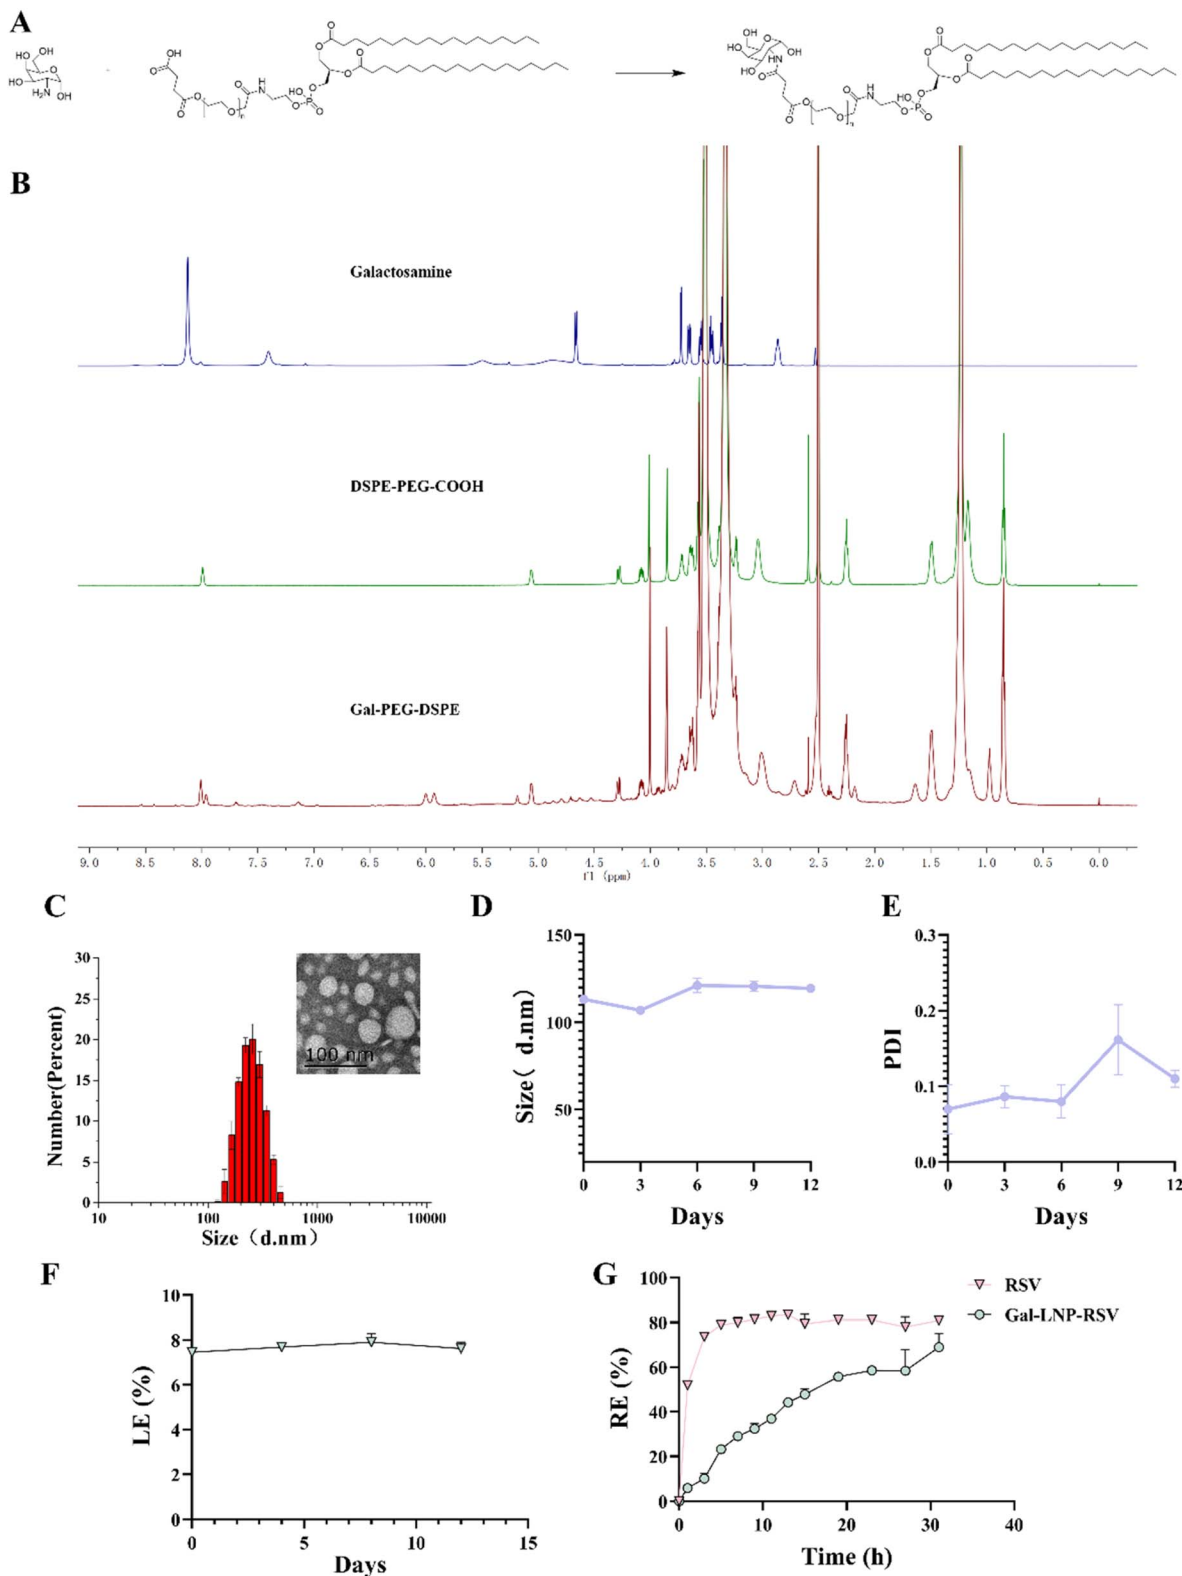 A
B
Galactosamine
DSPE-PEG-COOH
Gal-PEG-DSPE
9.0 8.5 8.0 7.5 7.0 6.5 6.0 5.5 5.0 4.5 4.0 3.5 3.0 2.5 2.0 1.5 1.0 0.5 0.0
f1 (ppm)
C
Number(Percent)
30
25
20
15
10
5
0
10 100 1000 10000
Size（d.nm）
100 nm
D
Size（d.nm）
150
100
50
0 3 6 9 12
Days
E
PDI
0.3
0.2
0.1
0.0
0 3 6 9 12
Days
F
LE (%)
10
8
6
4
2
0
0 5 10 15
Days
G
RE (%)
100
80
60
40
20
0
0 10 20 30 40
Time (h)
RSV
Gal-LNP-RSV